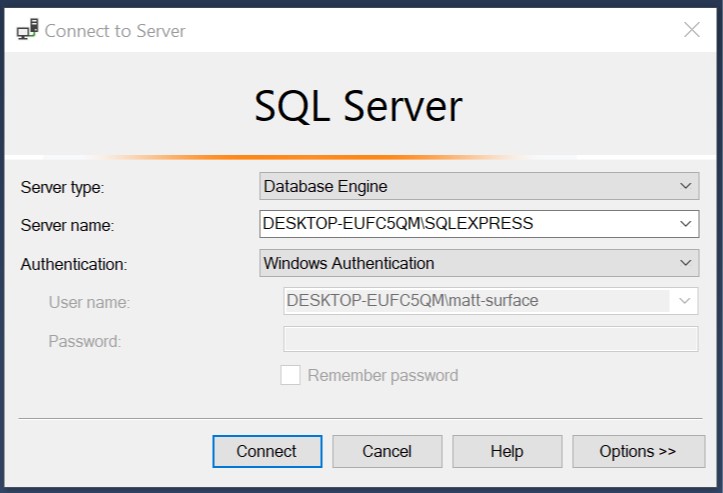 Connect to Server
SQL Server
Server type: Database Engine
Server name: DESKTOP-EUFC5QM\SQLEXPRESS
Authentication: Windows Authentication
User name: DESKTOP-EUFC5QM\matt-surface
Password:
Remember password
Connect Cancel Help Options >>